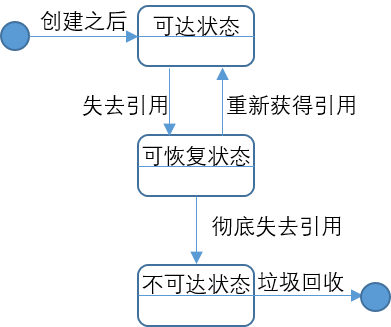 创建之后
可达状态
失去引用
重新获得引用
可恢复状态
彻底失去引用
不可达状态
垃圾回收